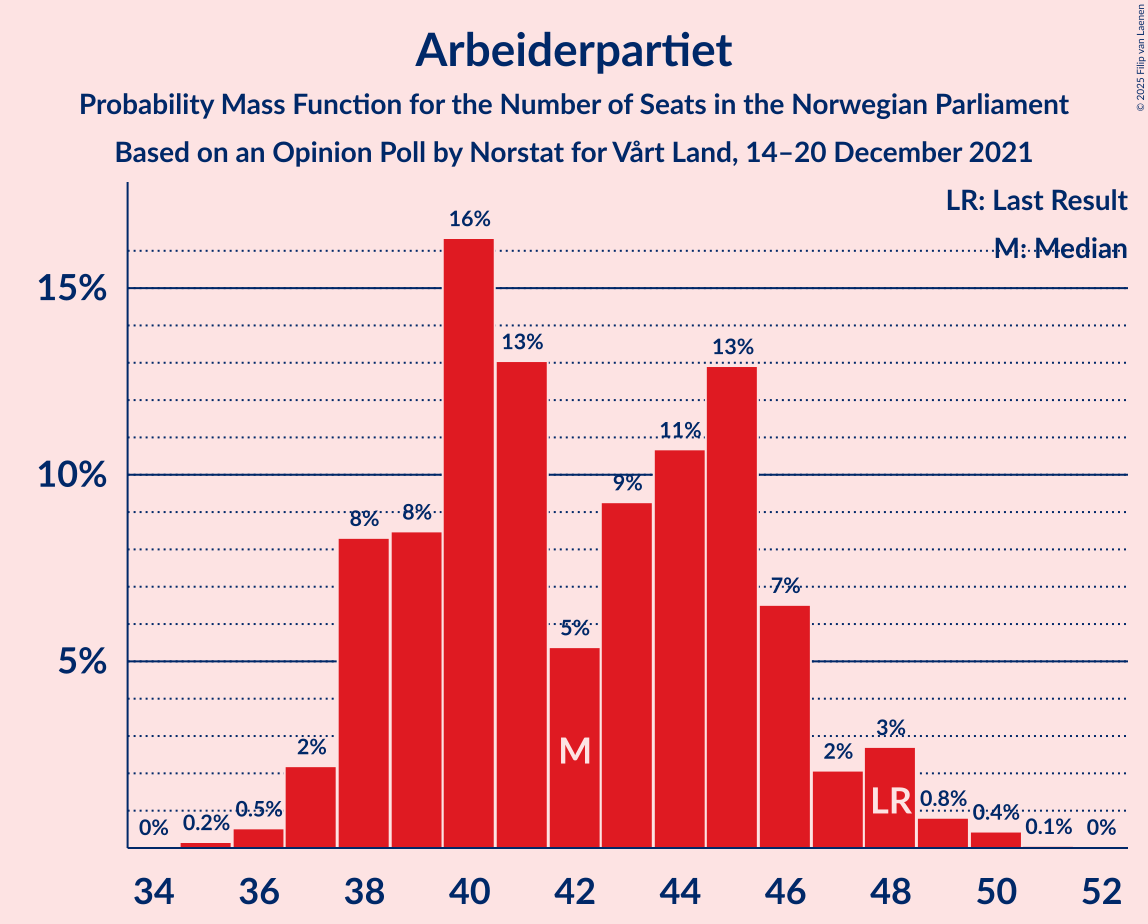 Arbeiderpartiet
Probability Mass Function for the Number of Seats in the Norwegian Parliament
Based on an Opinion Poll by Norstat for Vårt Land, 14–20 December 2021
© 2025 Filip van Laenen
LR: Last Result
M: Median
15%
10%
5%
0% 0.2% 0.5% 2% 8% 8% 16% 13% 5% 9% 11% 13% 7% 2% 3% 0.8% 0.4% 0.1% 0%
M
LR
34 36 38 40 42 44 46 48 50 52